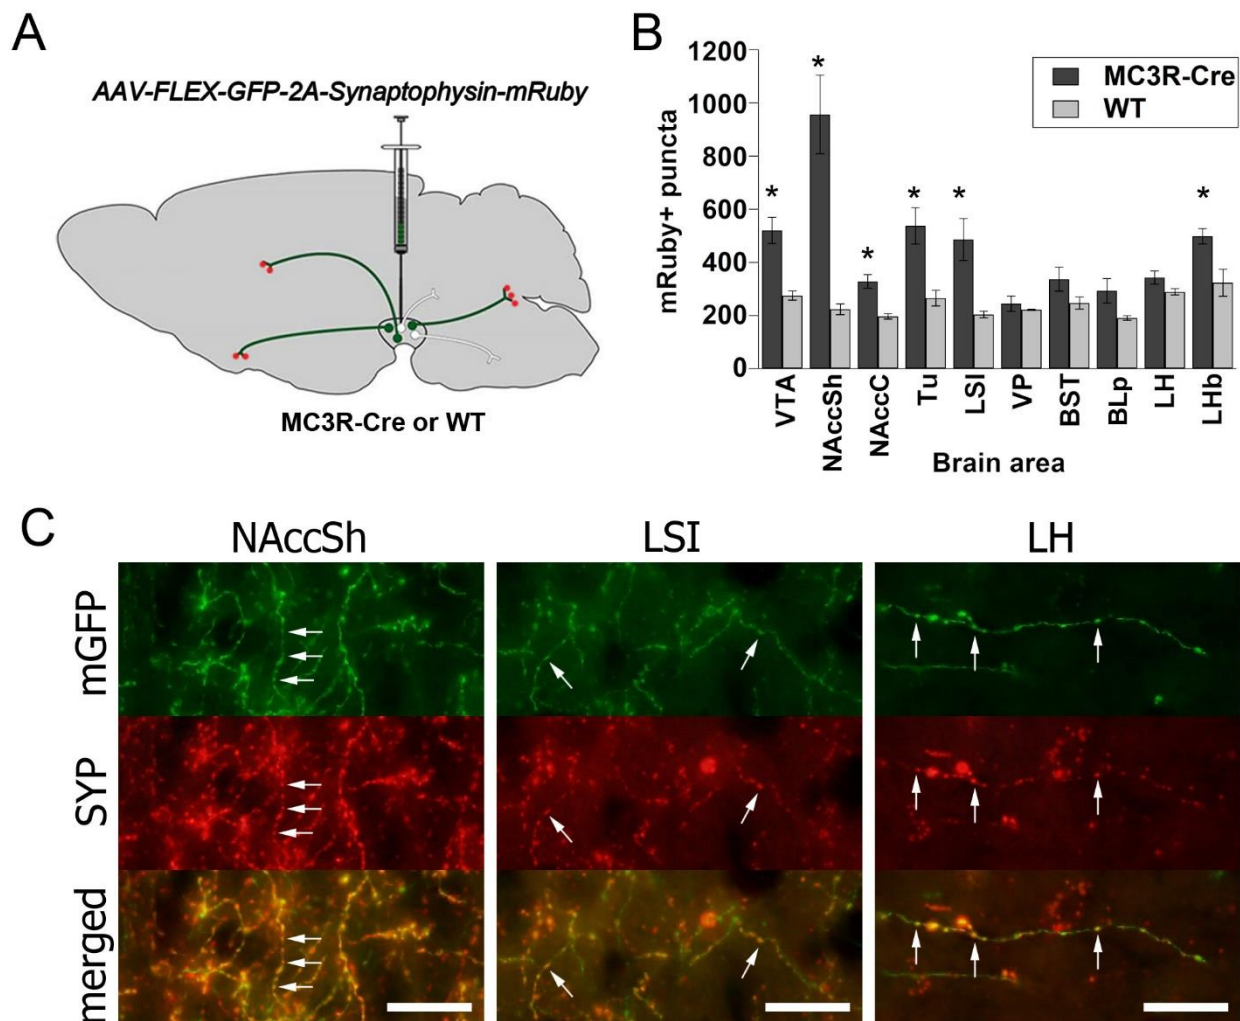 A
AAV-FLEX-GFP-2A-Synaptophysin-mRuby
MC3R-Cre or WT
B
mRuby+ puncta
1200
1000
800
600
400
200
0
*
*
*
*
*
*
MC3R-Cre
WT
VTA
NAccSh
NAccC
Tu
LSI
VP
BST
BLp
LH
LHb
Brain area
C
NAccSh
LSI
LH
mGFP
SYP
merged